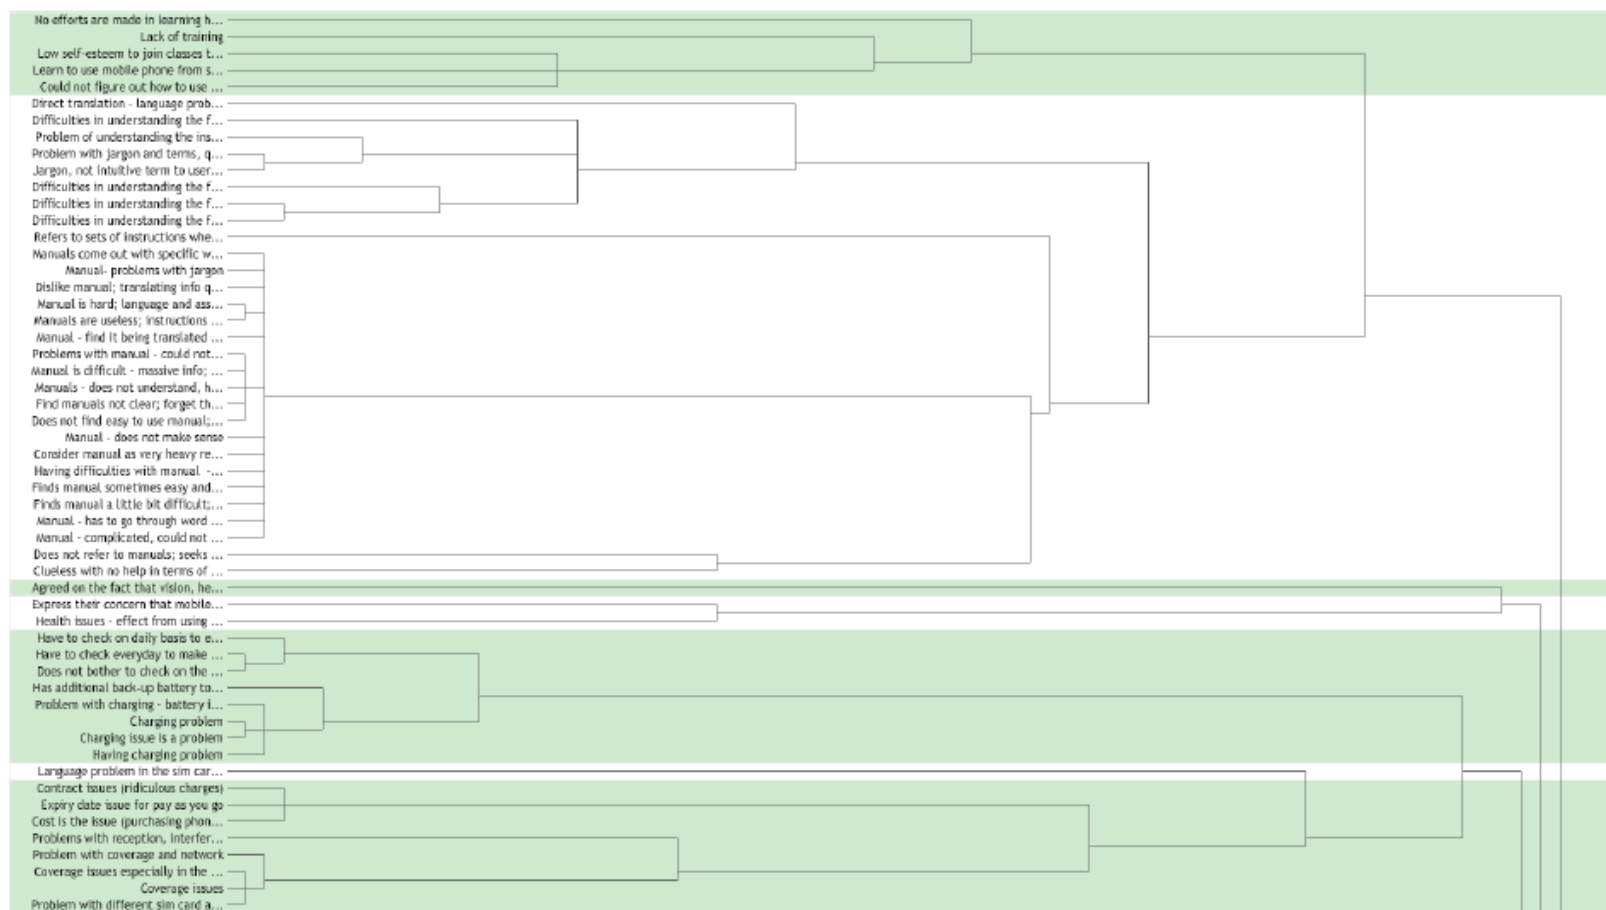 No efforts are made in learning h...
Lack of training
Low self-esteem to join classes t...
Learn to use mobile phone from s...
Could not figure out how to use ...
Direct translation - language prob...
Difficulties in understanding the f...
Problem of understanding the ins...
Problem with jargon and terms, q...
Jargon, not intuitive term to user...
Difficulties in understanding the f...
Difficulties in understanding the f...
Difficulties in understanding the f...
Refers to sets of instructions whe...
Manuals come out with specific w...
Manual- problems with jargon
Dislike manual; translating info q...
Manual is hard; language and ass...
Manuals are useless; instructions ...
Manual - find it being translated ...
Problems with manual - could not...
Manual is difficult - massive info; ...
Manuals - does not understand, h...
Find manuals not clear; forget th...
Does not find easy to use manual;...
Manual - does not make sense
Consider manual as very heavy re...
Having difficulties with manual -...
Finds manual sometimes easy and...
Finds manual a little bit difficult;...
Manual - has to go through word ...
Manual - complicated, could not ...
Does not refer to manuals; seeks ...
Clueless with no help in terms of ...
Agreed on the fact that vision, he...
Express their concern that mobile...
Health issues - effect from using ...
Have to check on daily basis to e...
Have to check everyday to make ...
Does not bother to check on the ...
Has additional back-up battery to...
Problem with charging - battery i...
Charging problem
Charging issue is a problem
Having charging problem
Language problem in the sim car...
Contract issues (ridiculous charges)
Expiry date issue for pay as you go
Cost is the issue (purchasing phon...
Problems with reception, interfer...
Problem with coverage and network
Coverage issues especially in the ...
Coverage issues
Problem with different sim card a...